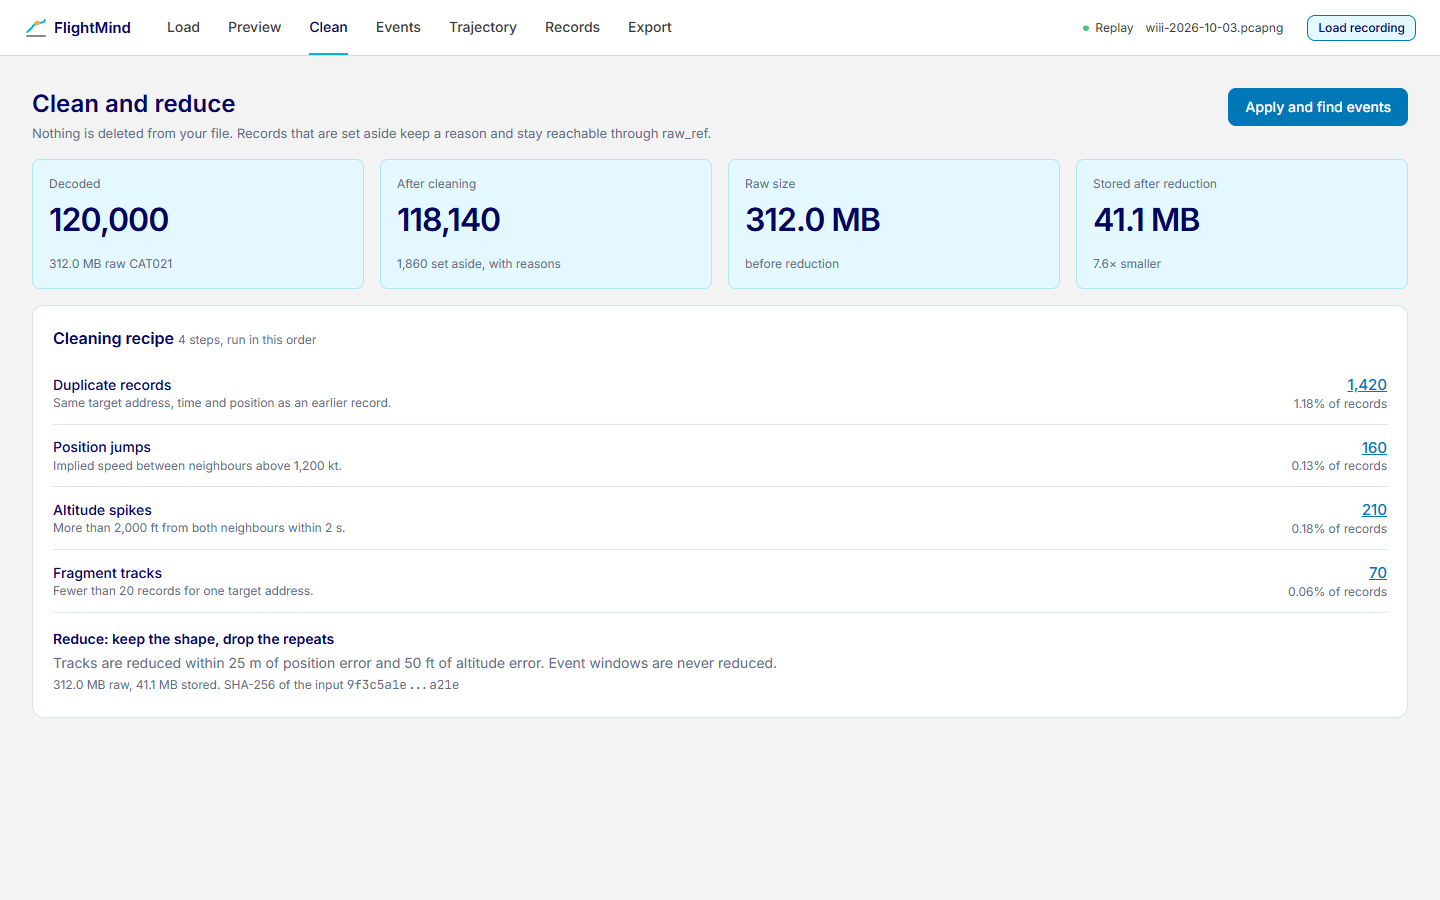 FlightMind
Load
Preview
Clean
Events
Trajectory
Records
Export
Replay
wiii-2026-10-03.pcapng
Load recording
Clean and reduce
Nothing is deleted from your file. Records that are set aside keep a reason and stay reachable through raw_ref.
Apply and find events
Decoded
120,000
312.0 MB raw CAT021
After cleaning
118,140
1,860 set aside, with reasons
Raw size
312.0 MB
before reduction
Stored after reduction
41.1 MB
7.6× smaller
Cleaning recipe 4 steps, run in this order
Duplicate records
Same target address, time and position as an earlier record.
1,420
1.18% of records
Position jumps
Implied speed between neighbours above 1,200 kt.
160
0.13% of records
Altitude spikes
More than 2,000 ft from both neighbours within 2 s.
210
0.18% of records
Fragment tracks
Fewer than 20 records for one target address.
70
0.06% of records
Reduce: keep the shape, drop the repeats
Tracks are reduced within 25 m of position error and 50 ft of altitude error. Event windows are never reduced.
312.0 MB raw, 41.1 MB stored. SHA-256 of the input 9f3c5a1e...a21e